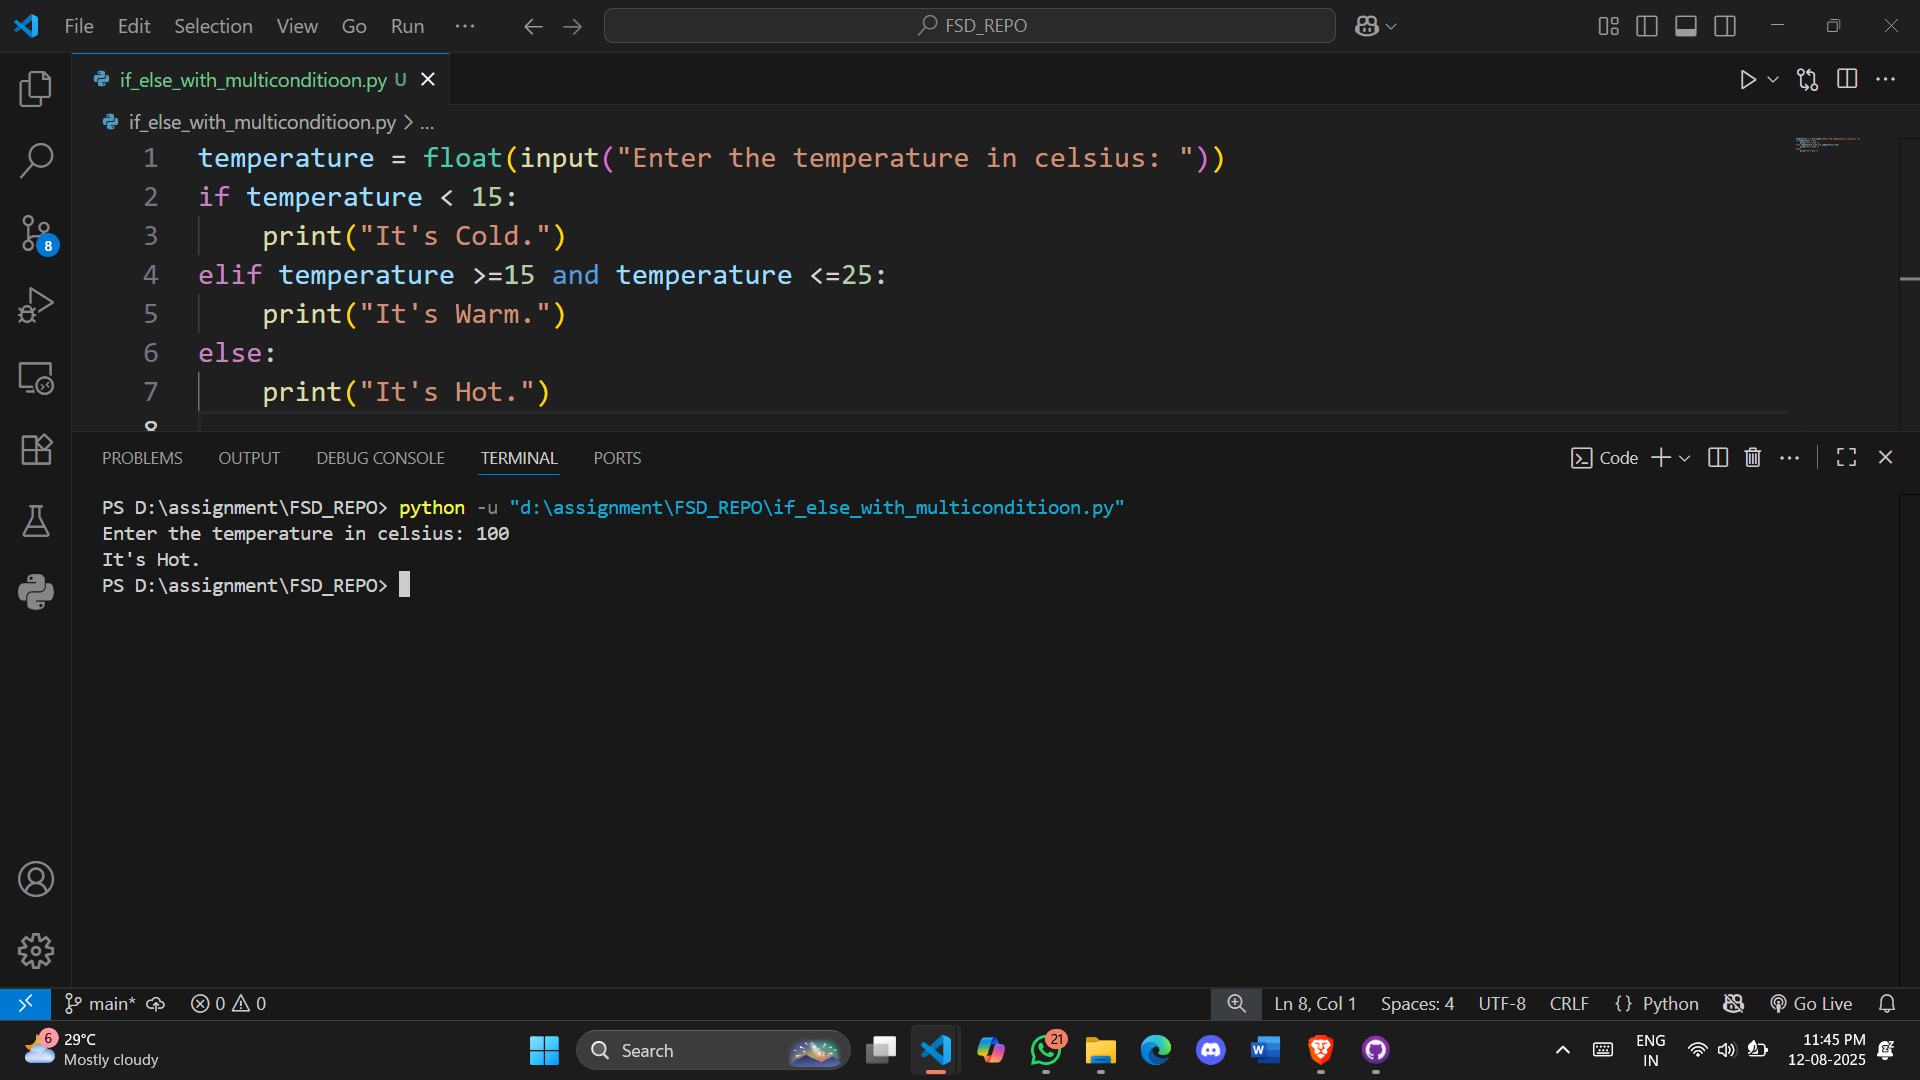 File Edit Selection View Go Run ··· FSD_REPO
if_else_with_multiconditioon.py U
if_else_with_multiconditioon.py > ...
1 temperature = float(input("Enter the temperature in celsius: "))
2 if temperature < 15:
3 print("It's Cold.")
4 elif temperature >=15 and temperature <=25:
5 print("It's Warm.")
6 else:
7 print("It's Hot.")
8
8
PROBLEMS OUTPUT DEBUG CONSOLE TERMINAL PORTS Code
PS D:\assignment\FSD_REPO> python -u "d:\assignment\FSD_REPO\if_else_with_multiconditioon.py"
Enter the temperature in celsius: 100
It's Hot.
PS D:\assignment\FSD_REPO>
main* 0 0 Ln 8, Col 1 Spaces: 4 UTF-8 CRLF {} Python Go Live
6 29°C
Mostly cloudy
Search
21
ENG
IN
11:45 PM
12-08-2025